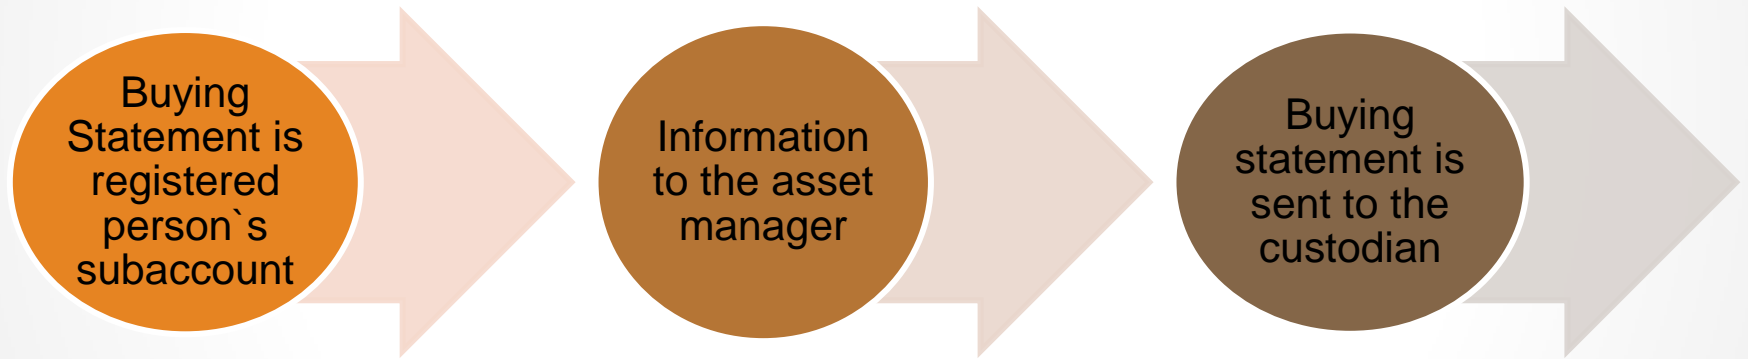 Buying
Statement is
registered
person`s
subaccount
Information
to the asset
manager
Buying
statement is
sent to the
custodian